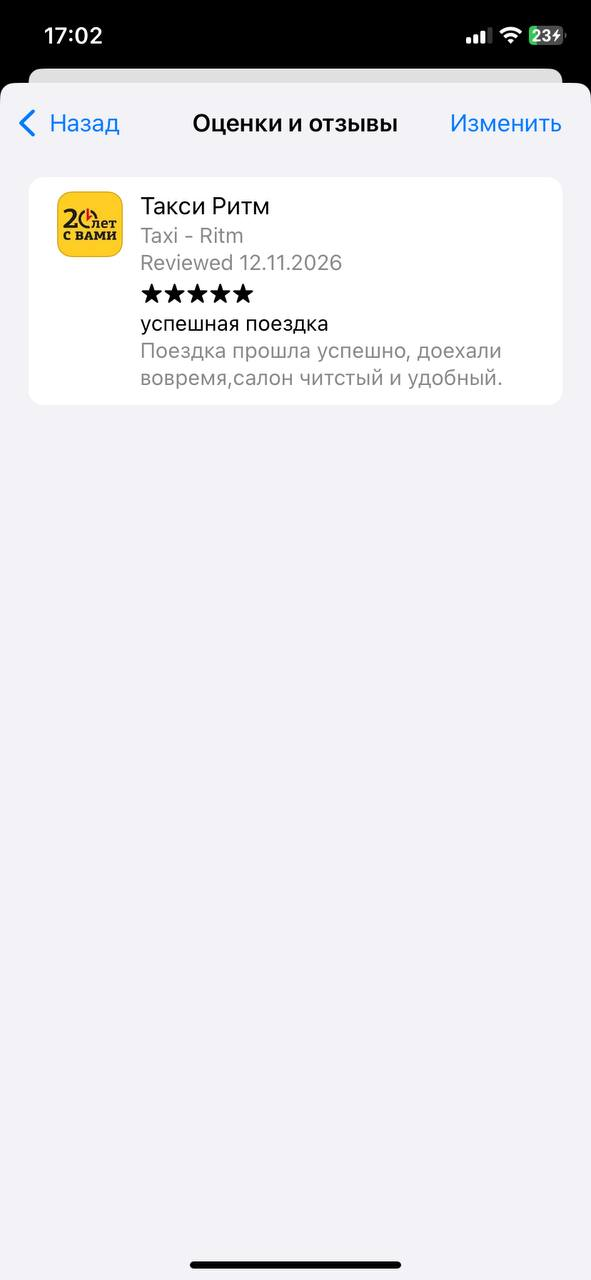 17:02
23
Назад
Оценки и отзывы
Изменить
20 лет
С ВАМИ
Такси Ритм
Taxi - Ritm
Reviewed 12.11.2026
★★★★★
успешная поездка
Поездка прошла успешно, доехали
вовремя,салон читстый и удобный.